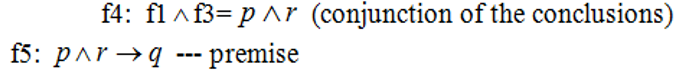 f4: f1 ∧ f3= p ∧ r (conjunction of the conclusions)
f5: p ∧ r → q --- premise